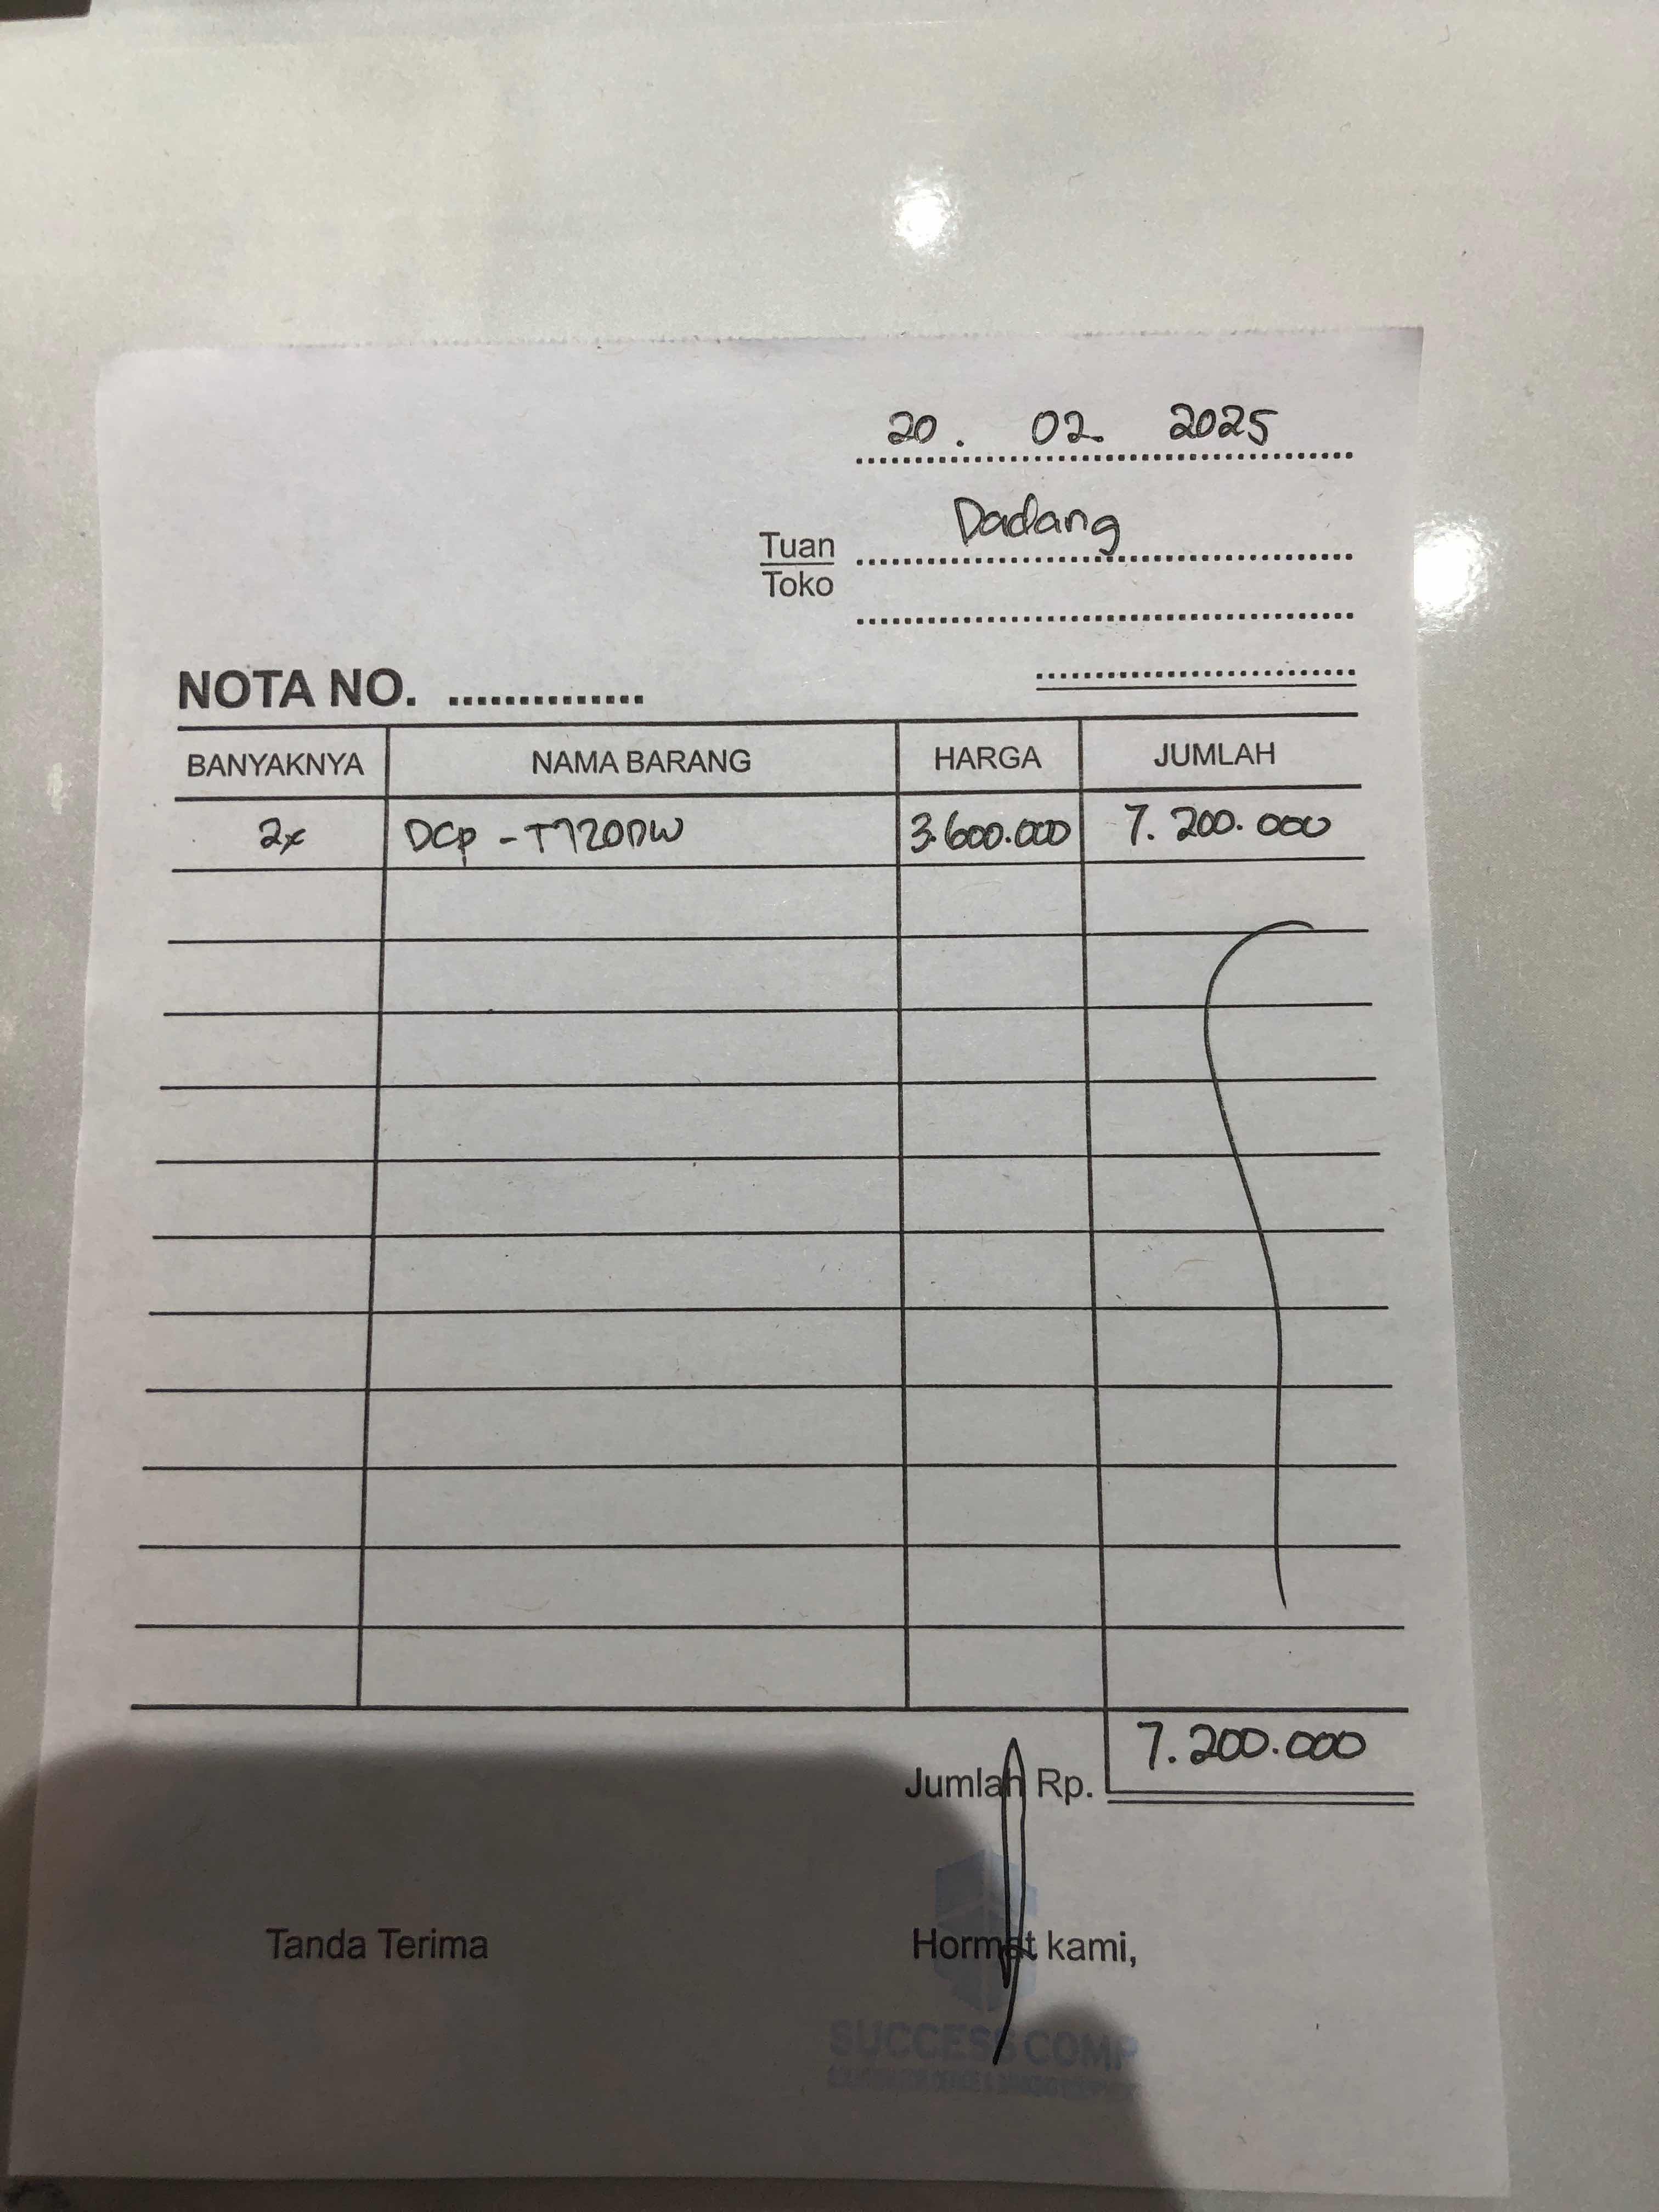 20. 02. 2025
Tuan Dadang
Toko
NOTA NO. ..............
BANYAKNYA NAMA BARANG HARGA JUMLAH
2x DCp - T720DW 3.600.000 7.200.000
Jumlah Rp. 7.200.000
Tanda Terima Hormat kami,
SUCCESS COMP